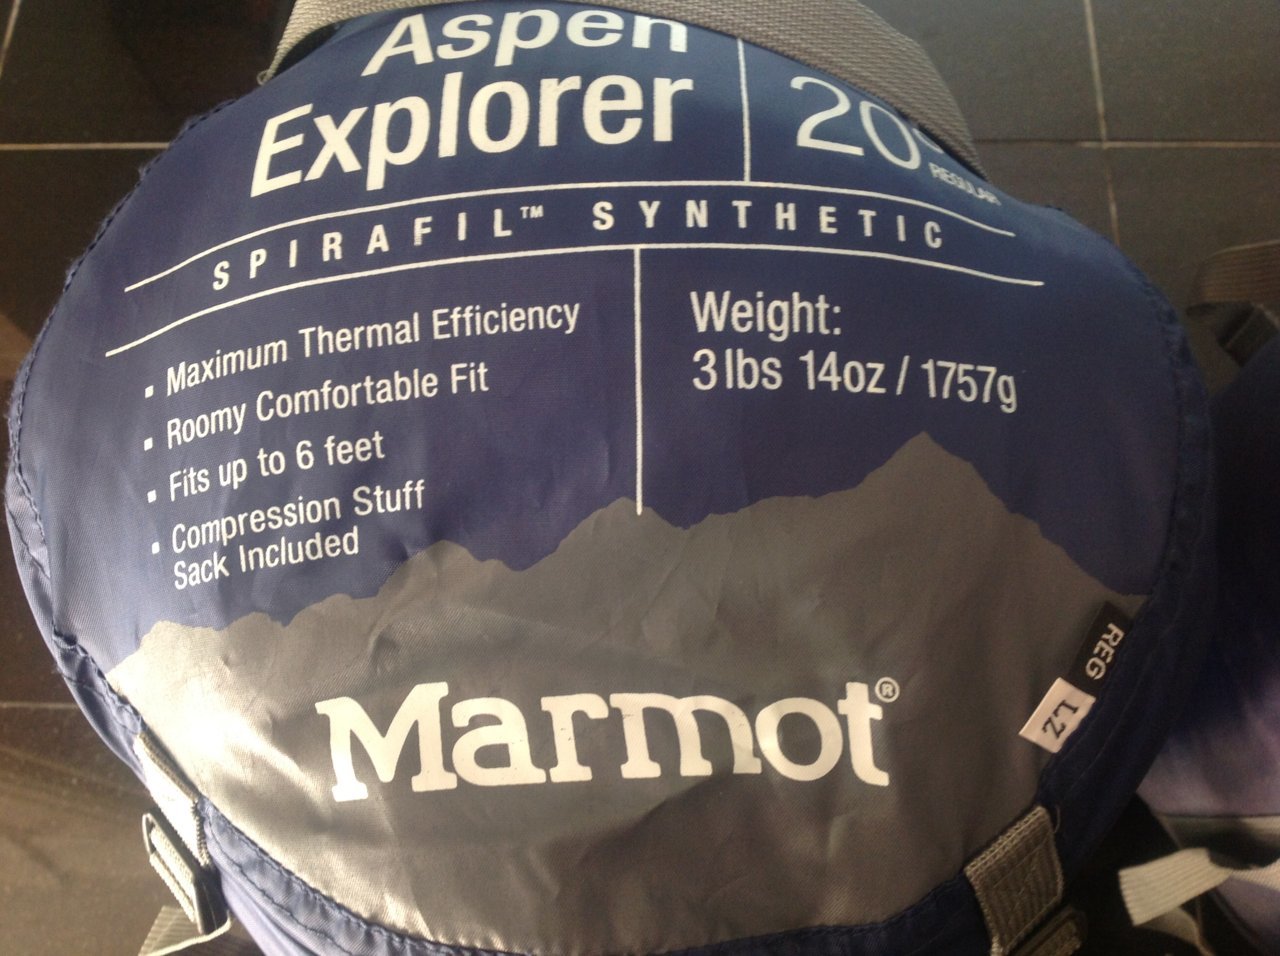 Aspen
Explorer
20°
REGULAR
SPIRAFIL™ SYNTHETIC
▪ Maximum Thermal Efficiency
▪ Roomy Comfortable Fit
▪ Fits up to 6 feet
▪ Compression Stuff
Sack Included
Weight:
3lbs 14oz / 1757g
Marmot®
REG
LZ